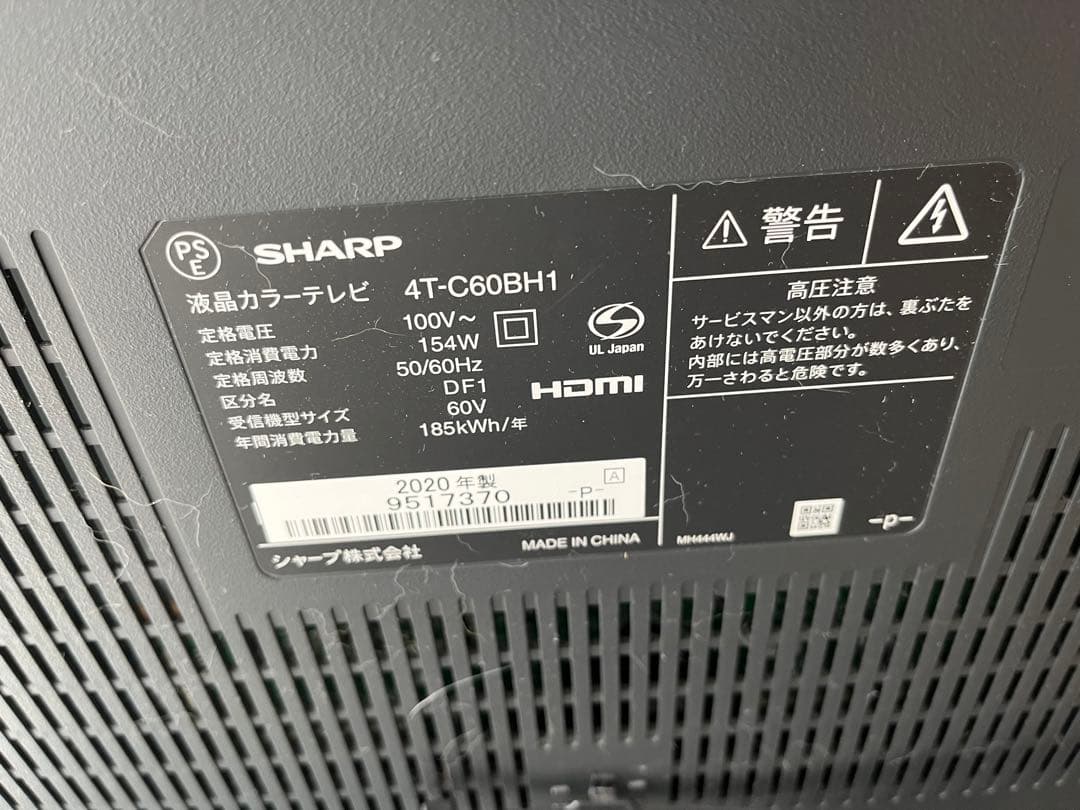 PSE
SHARP
液晶カラーテレビ 4T-C60BH1
定格電圧 100V～
定格消費電力 154W
定格周波数 50/60Hz
区分名 DF1
受信機型サイズ 60V
年間消費電力量 185kWh/年
UL Japan
HDMI
2020年製 A
9517370 -P-
シャープ株式会社 MADE IN CHINA
警告
高圧注意
サービスマン以外の方は、裏ぶたを
あけないでください。
内部には高電圧部分が数多くあり、
万一さわると危険です。
MH444WJ -p-